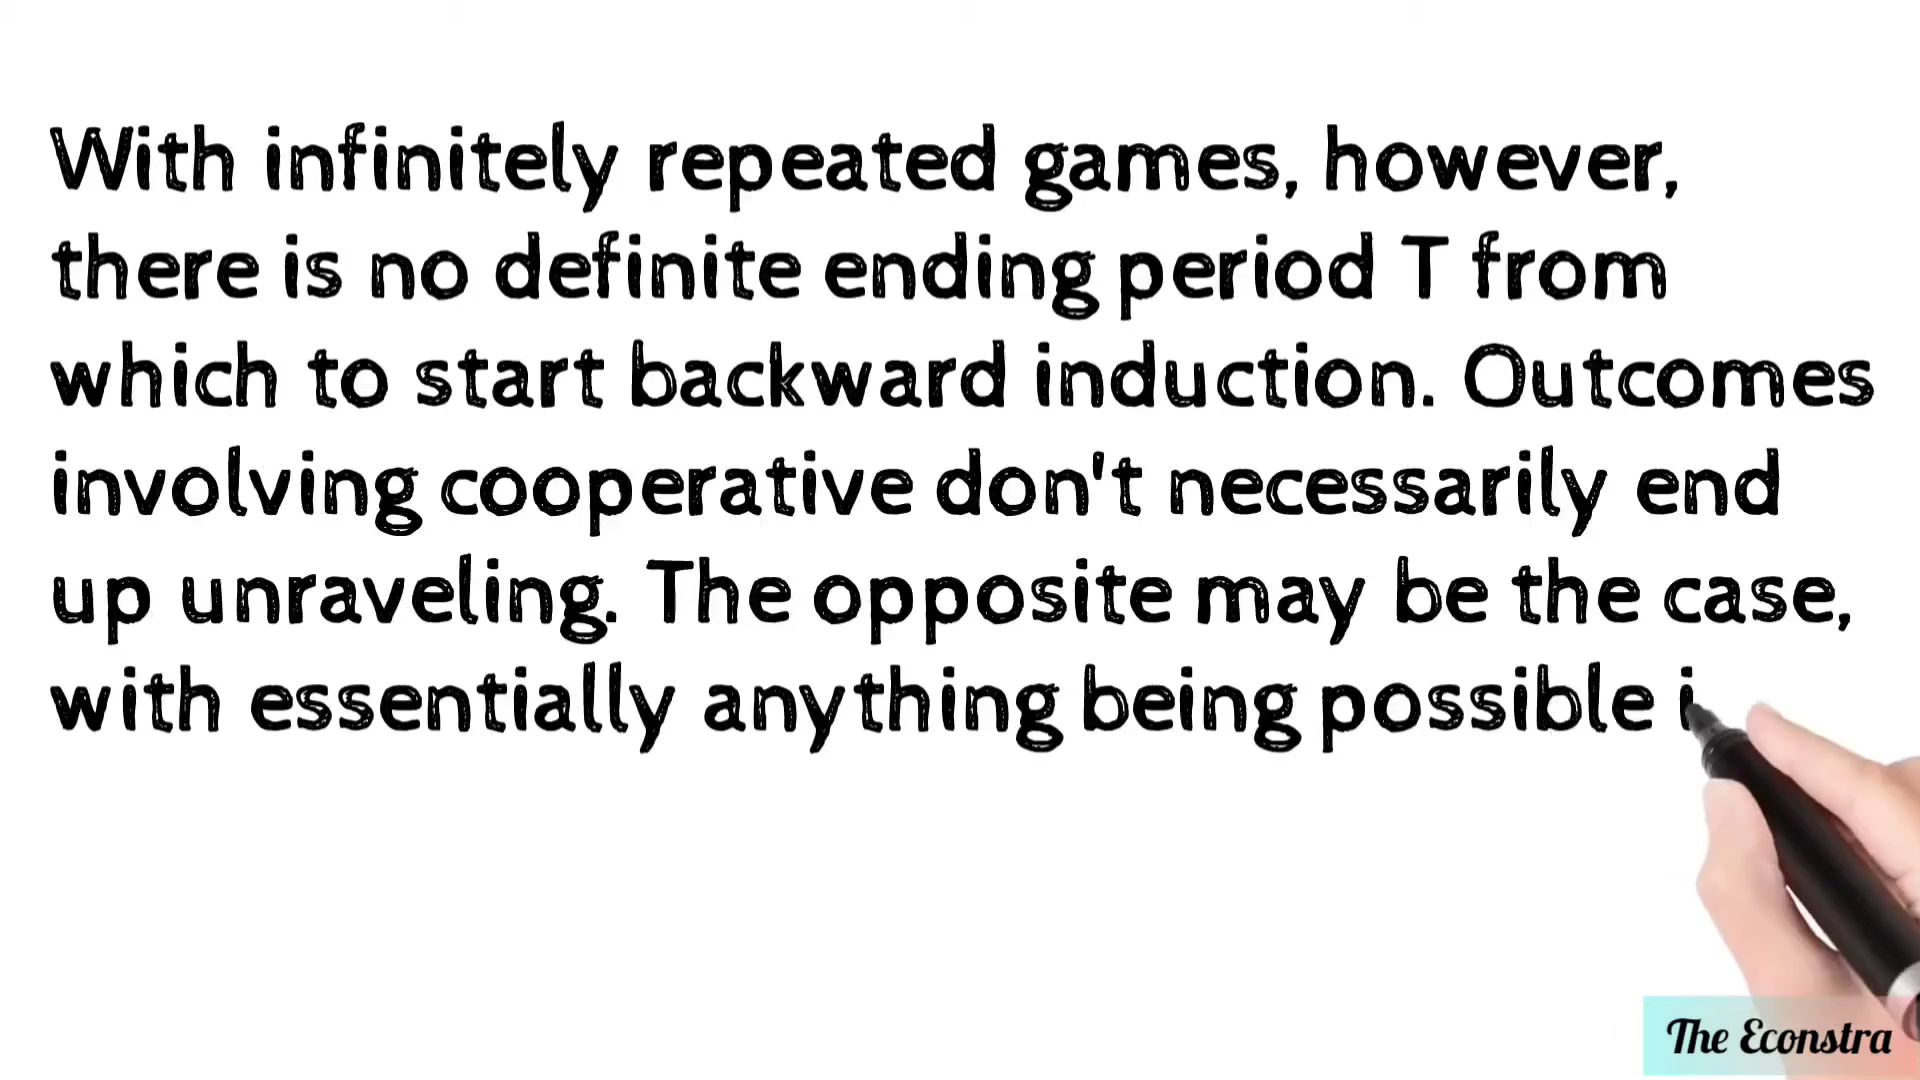 With infinitely repeated games, however,
there is no definite ending period T from
which to start backward induction. Outcomes
involving cooperative don't necessarily end
up unraveling. The opposite may be the case,
with essentially anything being possible i
The Econstra